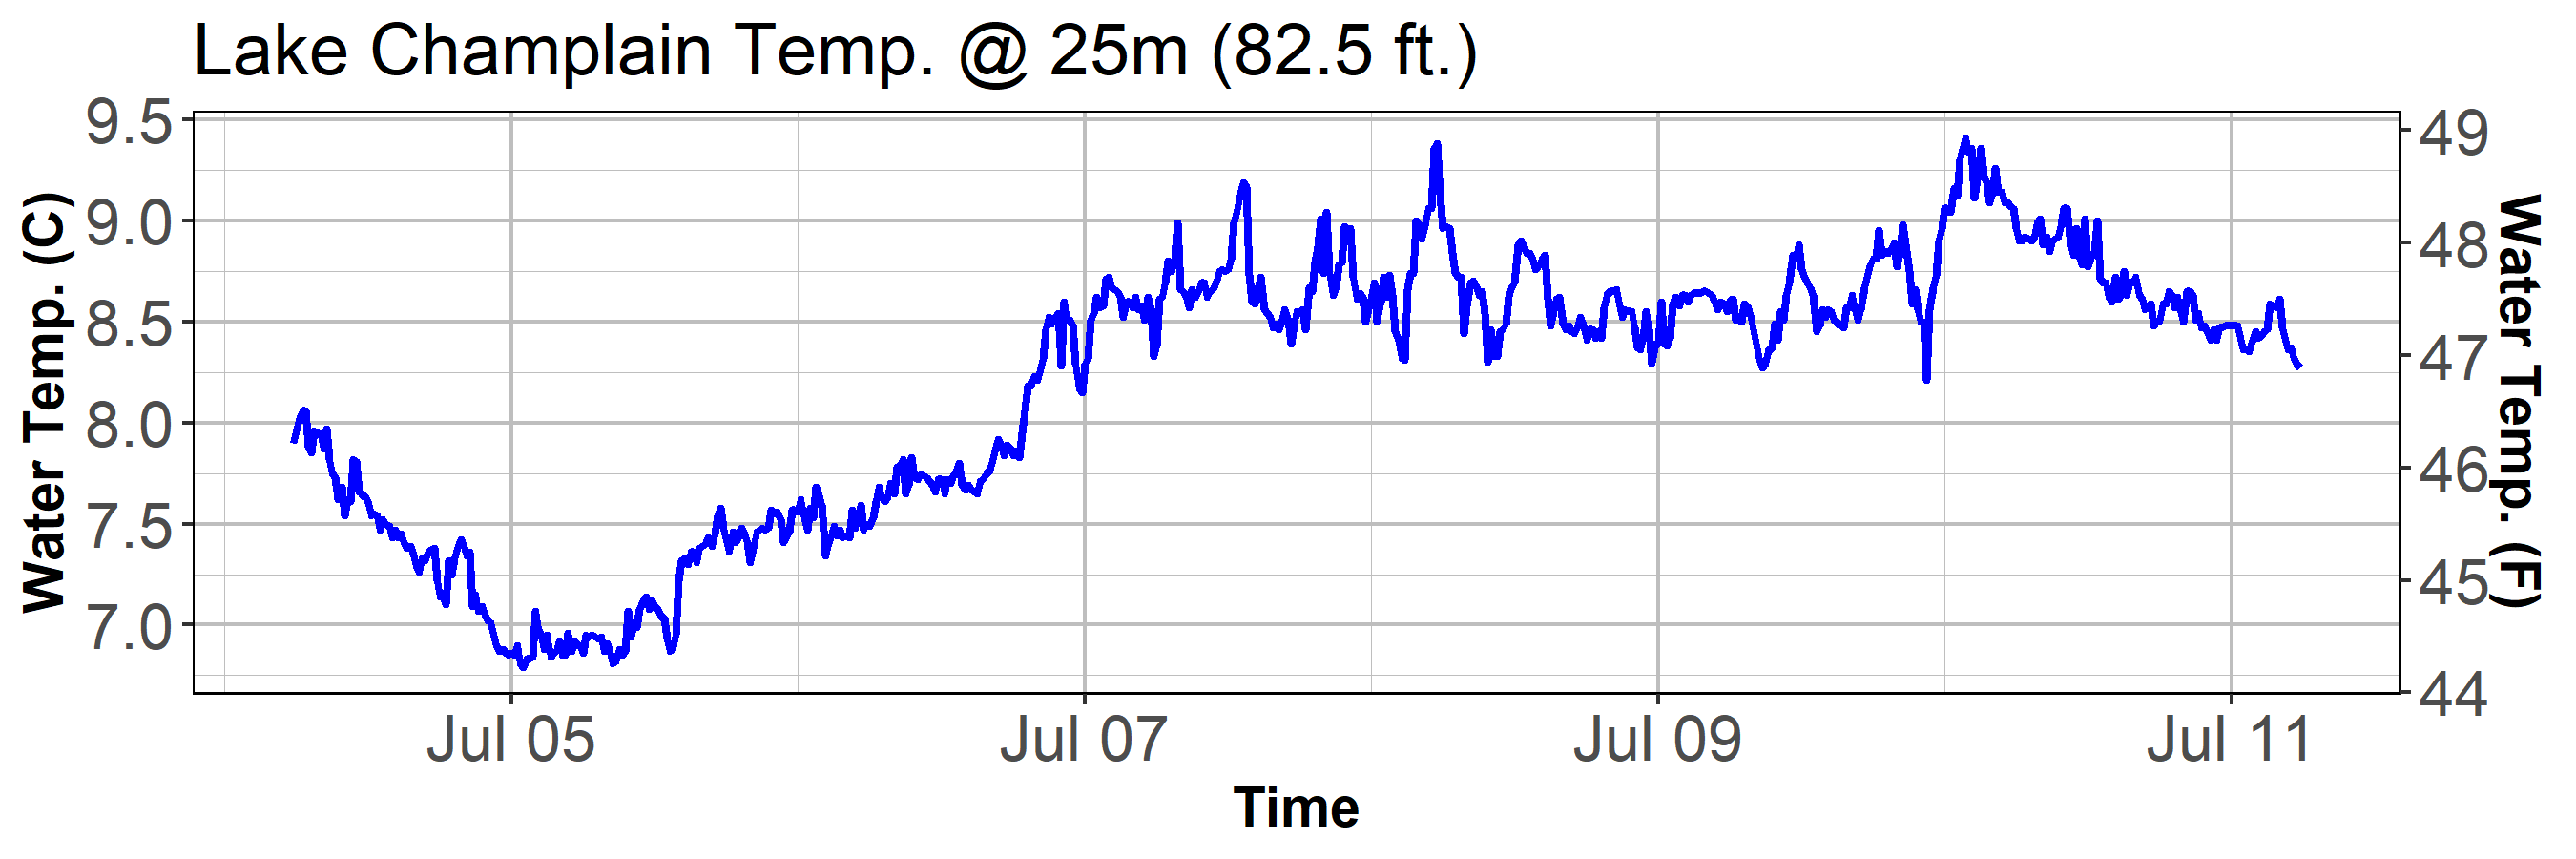 Lake Champlain Temp. @ 25m (82.5 ft.)
Water Temp. (C)
9.5
9.0
8.5
8.0
7.5
7.0
49
48
47
46
45
44
Water Temp. (F)
Jul 05 Jul 07 Jul 09 Jul 11
Time